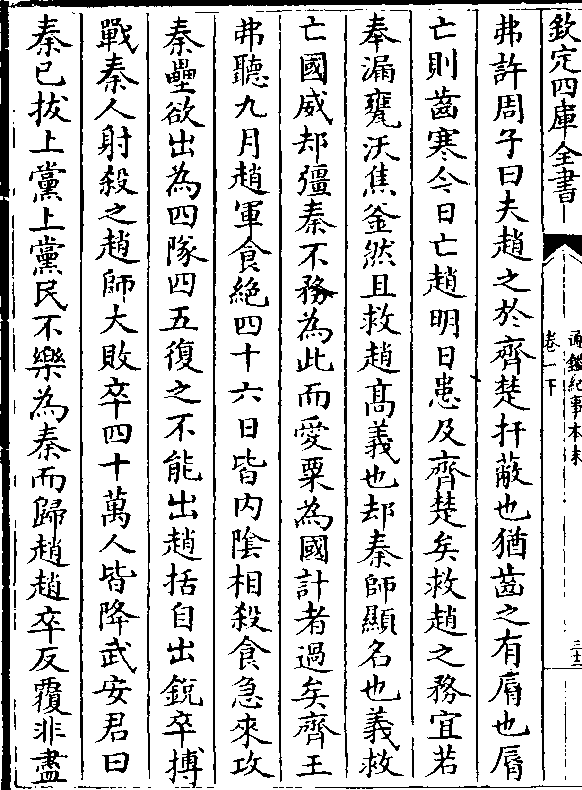 欽定四庫全書
通鑑紀事本末
卷一下
三十三
弗許周子曰夫趙之於齊楚扞蔽也猶齒之有脣也脣
亡則齒寒今日亡趙明日患及齊楚矣救趙之務宜若
奉漏甕沃焦釜然且救趙髙義也却秦師顯名也義救
亡國威却彊秦不務為此而愛粟為國計者過矣齊王
弗聽九月趙軍食絶四十六日皆内隂相殺食急來攻
秦壘欲出為四隊四五復之不能出趙括自出鋭卒搏
戰秦人射殺之趙師大敗卒四十萬人皆降武安君曰
秦已拔上黨上黨民不樂為秦而歸趙趙卒反覆非盡